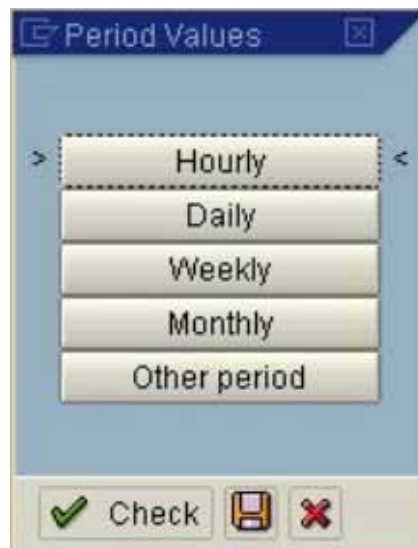 Period Values
> Hourly <
Daily
Weekly
Monthly
Other period
Check